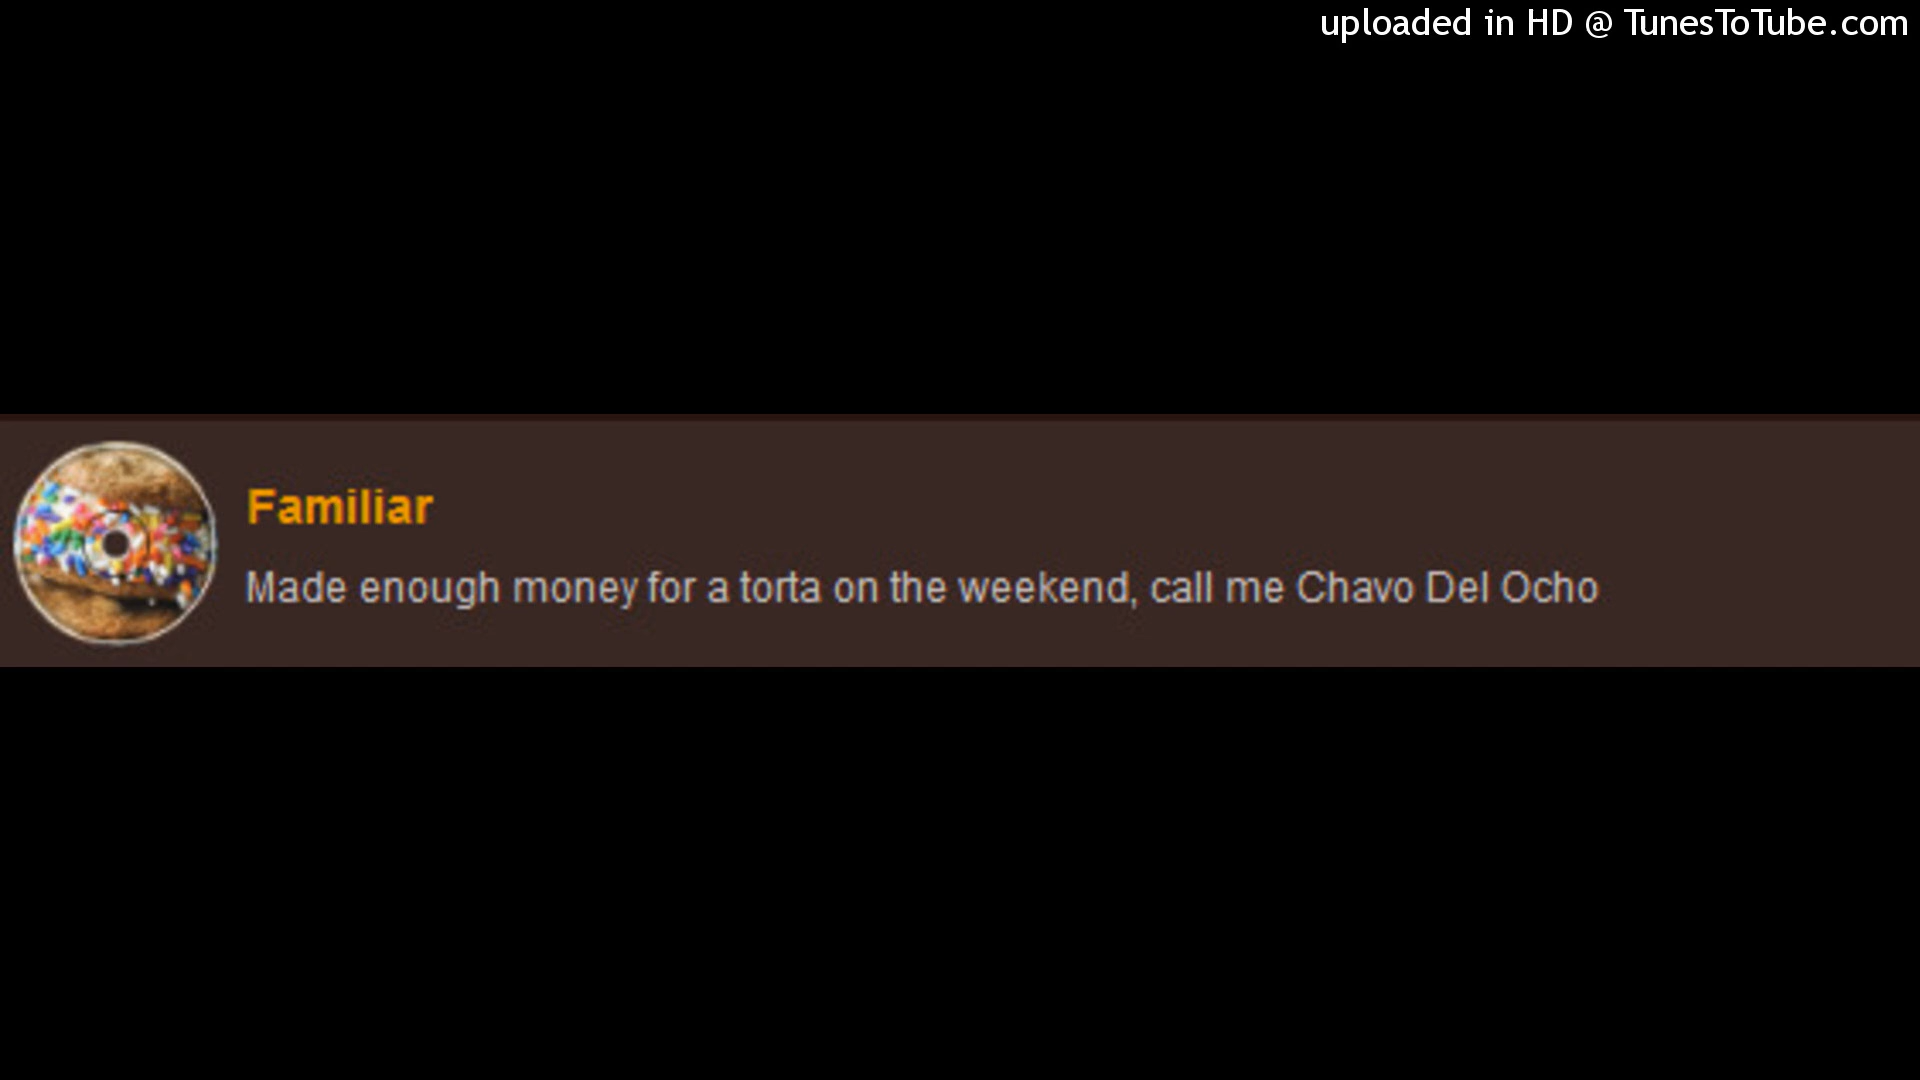 uploaded in HD @ TunesToTube.com
Familiar
Made enough money for a torta on the weekend, call me Chavo Del Ocho